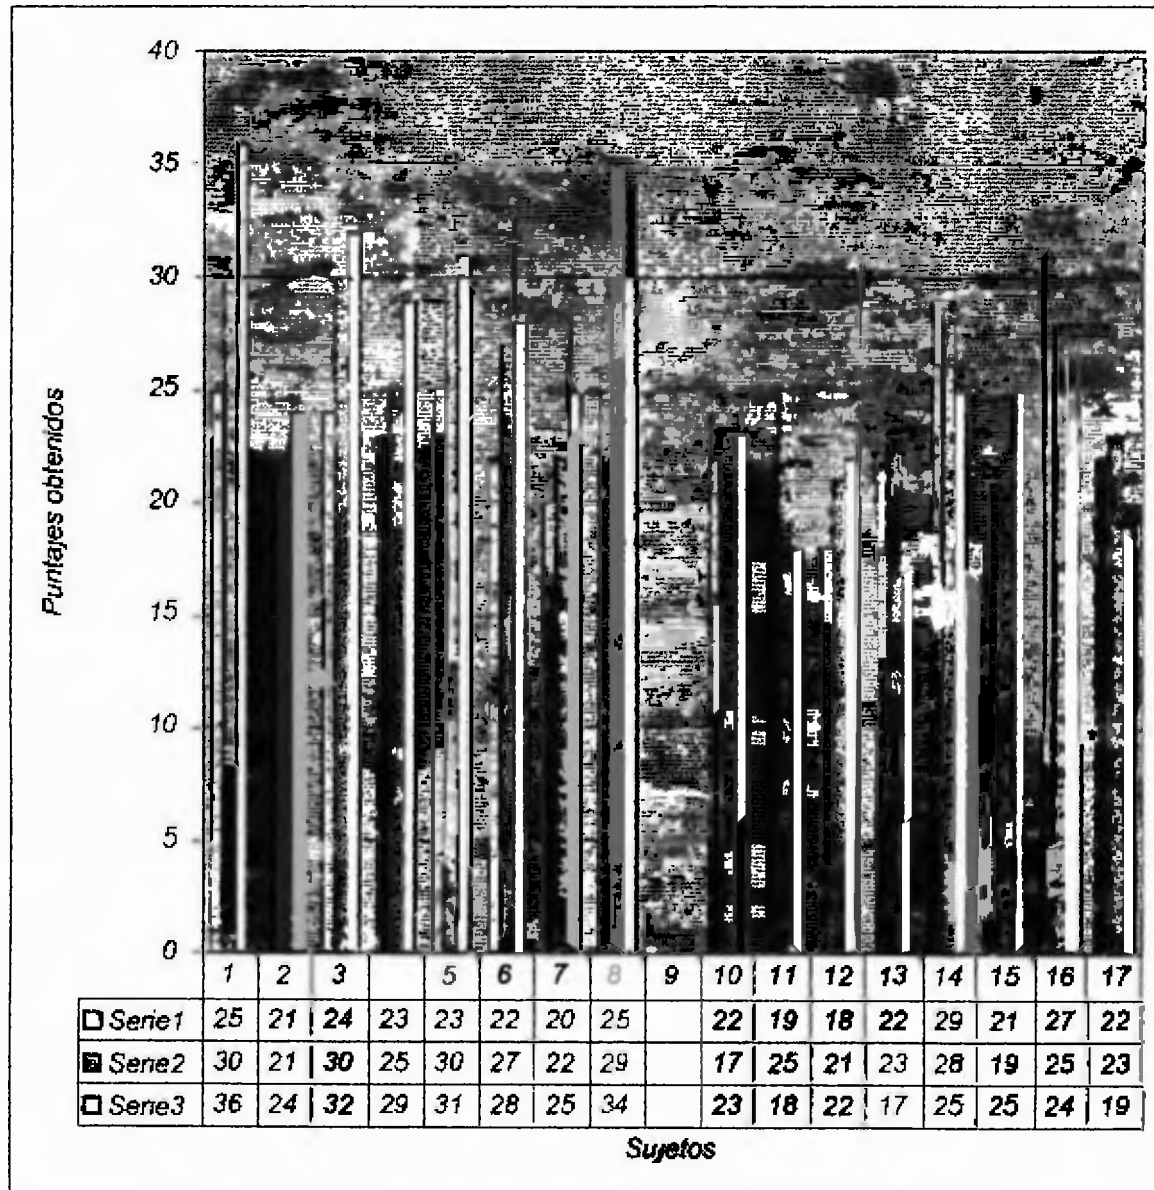 40
35
30
25
20
15
10
5
0
Puntajes obtenidos
1 2 3 5 6 7 8 9 10 11 12 13 14 15 16 17
Serie1 25 21 24 23 23 22 20 25 22 19 18 22 29 21 27 22
Serie2 30 21 30 25 30 27 22 29 17 25 21 23 28 19 25 23
Serie3 36 24 32 29 31 28 25 34 23 18 22 17 25 25 24 19
Sujetos